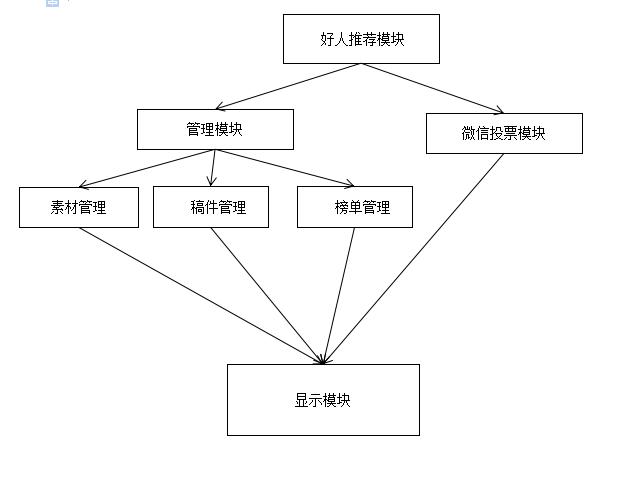 好人推荐模块
管理模块
微信投票模块
素材管理
稿件管理
榜单管理
显示模块